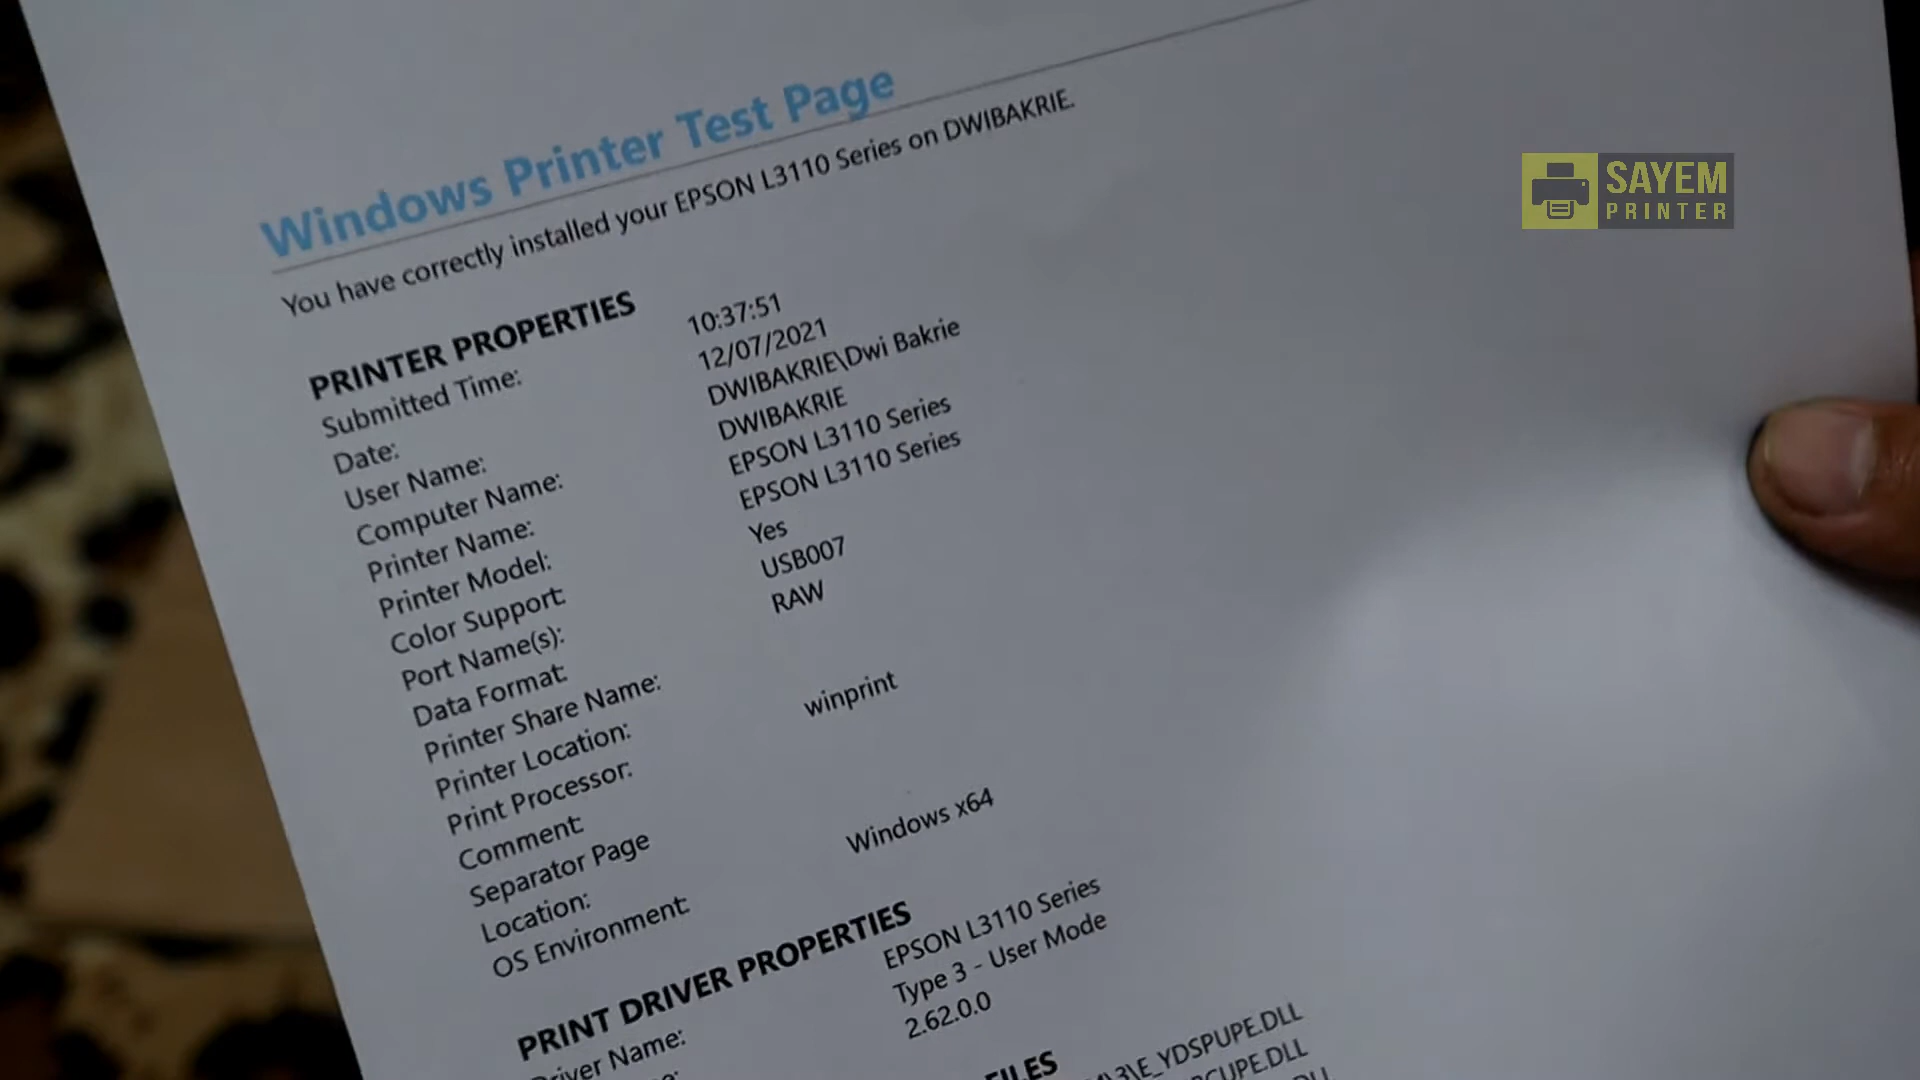 Windows Printer Test Page
You have correctly installed your EPSON L3110 Series on DWIBAKRIE.
SAYEM
PRINTER
PRINTER PROPERTIES
Submitted Time: 10:37:51
Date: 12/07/2021
User Name: DWIBAKRIE\Dwi Bakrie
Computer Name: DWIBAKRIE
Printer Name: EPSON L3110 Series
Printer Model: EPSON L3110 Series
Color Support: Yes
Port Name(s): USB007
Data Format: RAW
Printer Share Name:
Printer Location:
Print Processor: winprint
Comment:
Separator Page
Location:
OS Environment: Windows x64
PRINT DRIVER PROPERTIES
Driver Name: EPSON L3110 Series
Type 3 - User Mode
2.62.0.0
FILES
\3\E_YDSPUPE.DLL